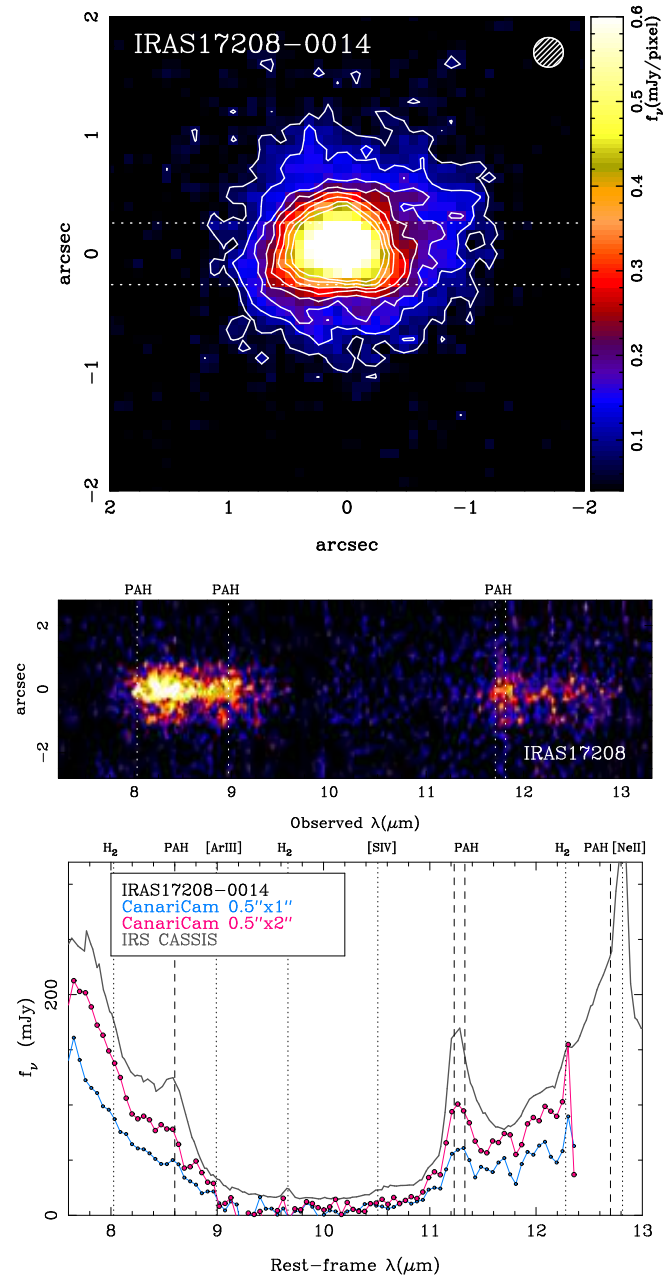 IRAS17208-0014
2
1
0
-1
-2
arcsec
2
1
0
-1
-2
arcsec
0.6
0.5
0.4
0.3
0.2
0.1
fν(mJy/pixel)
PAH PAH PAH
2
0
-2
arcsec
IRAS17208
8 9 10 11 12 13
Observed λ(μm)
H2 PAH [ArIII] H2 [SIV] PAH H2 PAH [NeII]
IRAS17208-0014
CanariCam 0.5"x1"
CanariCam 0.5"x2"
IRS CASSIS
200
0
fν (mJy)
8 9 10 11 12 13
Rest-frame λ(μm)